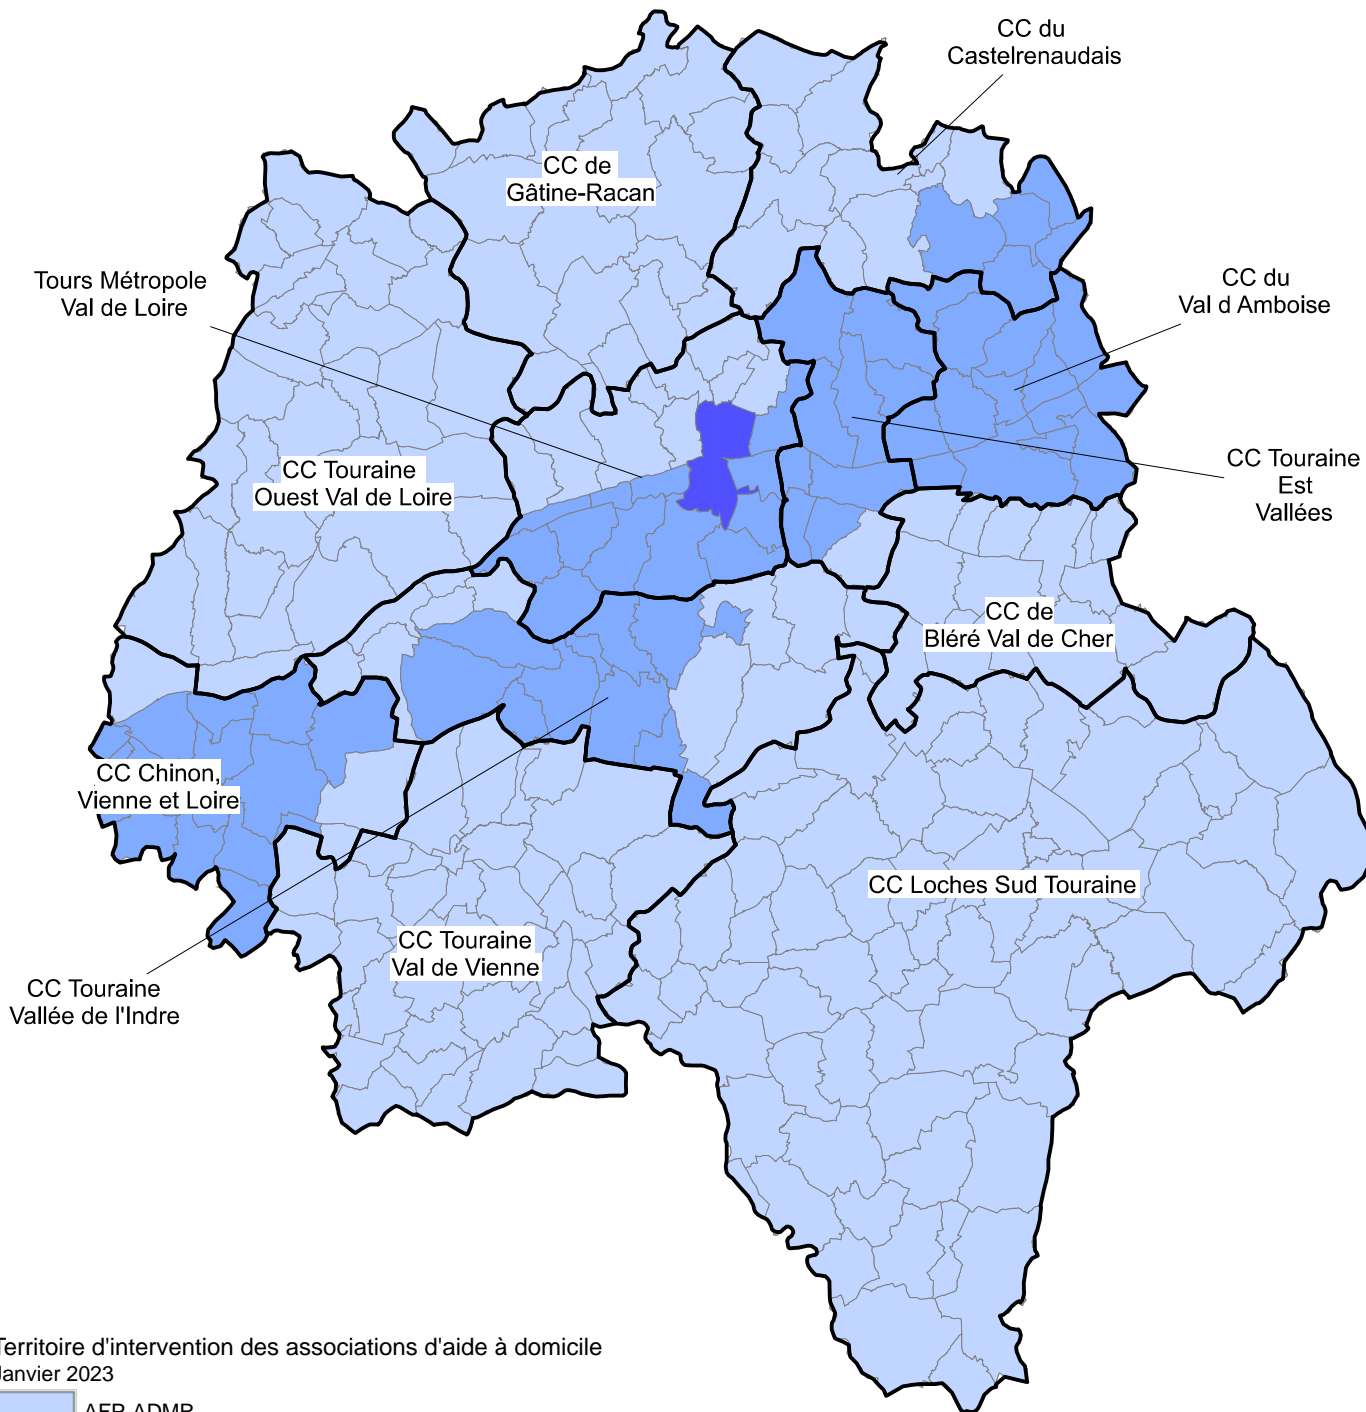 CC du
Castelrenaudais
CC de
Gâtine-Racan
Tours Métropole
Val de Loire
CC du
Val d Amboise
CC Touraine
Ouest Val de Loire
CC Touraine
Est
Vallées
CC de
Bléré Val de Cher
CC Chinon,
Vienne et Loire
CC Loches Sud Touraine
CC Touraine
Val de Vienne
CC Touraine
Vallée de l'Indre
Territoire d'intervention des associations d'aide à domicile
Janvier 2023
AFR-ADMR